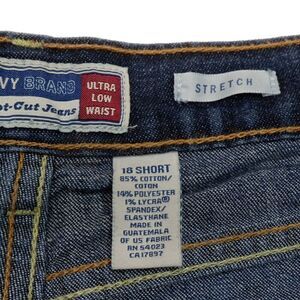 VY BRAND
ot-Cut Jeans
ULTRA
LOW
WAIST
STRETCH
18 SHORT
85% COTTON/
COTON
14% POLYESTER
1% LYCRA®
SPANDEX/
ELASTHANE
MADE IN
GUATEMALA
OF US FABRIC
RN 54023
CA17897